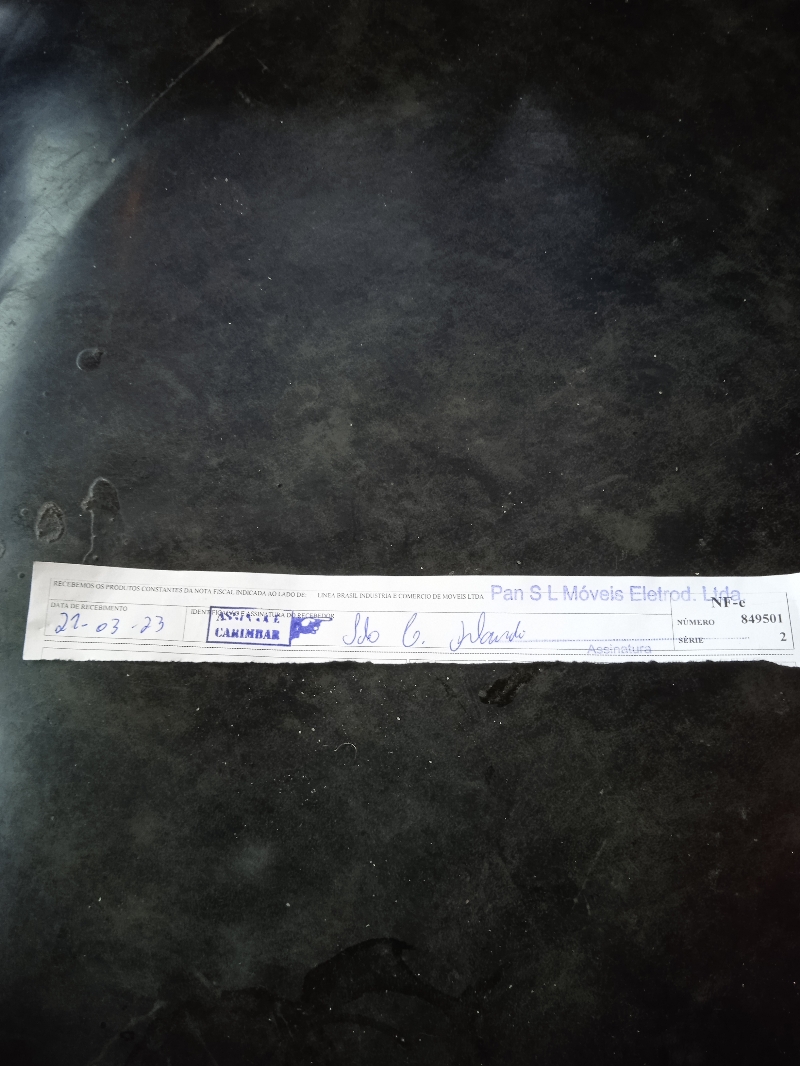 RECEBEMOS OS PRODUTOS CONSTANTES DA NOTA FISCAL INDICADA AO LADO DE: LINEA BRASIL INDUSTRIA E COMERCIO DE MOVEIS LTDA
Pan S L Móveis Eletrod. Ltda
NF-e
DATA DE RECEBIMENTO
IDENTIFICAÇÃO E ASSINATURA DO RECEBEDOR
NÚMERO 849501
21-03-23
CARIMBAR
SÉRIE 2
Assinatura